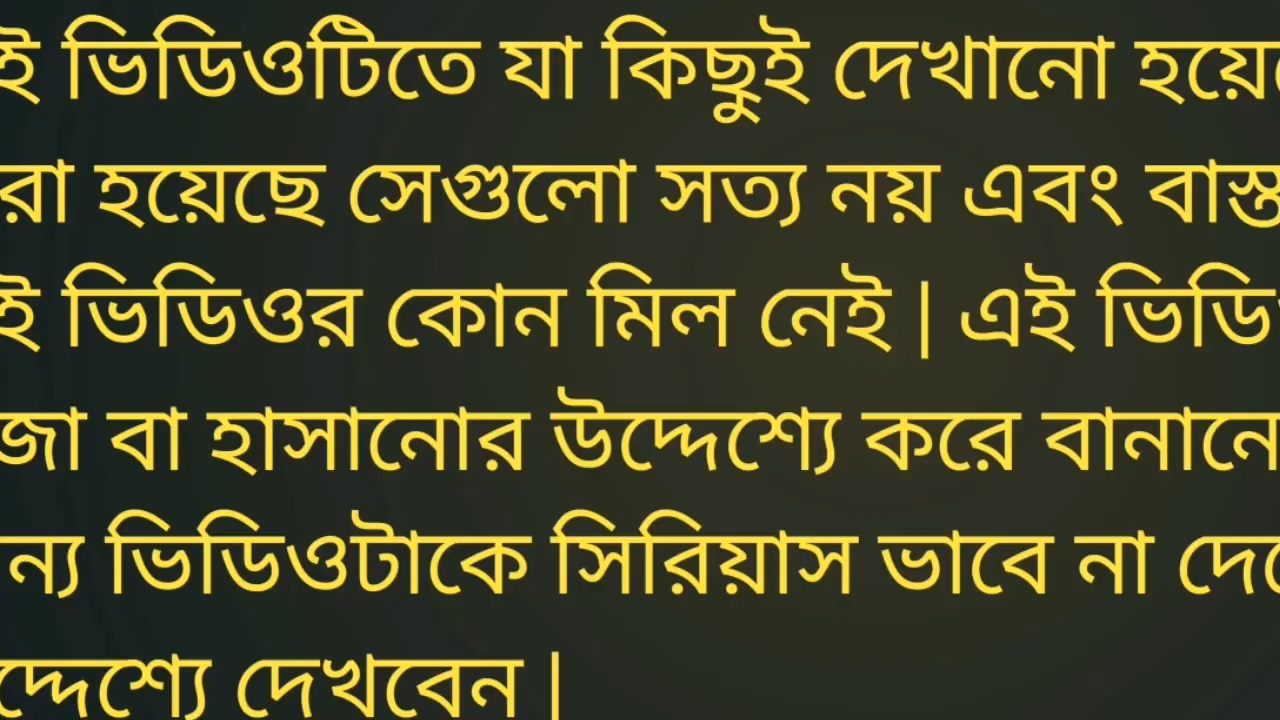 ই ভিডিওটিতে যা কিছুই দেখানো হয়ে
রা হয়েছে সেগুলো সত্য নয় এবং বাস্ত
ই ভিডিওর কোন মিল নেই | এই ভিডি
জা বা হাসানোর উদ্দেশ্যে করে বানানে
ন্য ভিডিওটাকে সিরিয়াস ভাবে না দে
দ্দেশ্যে দেখবেন |